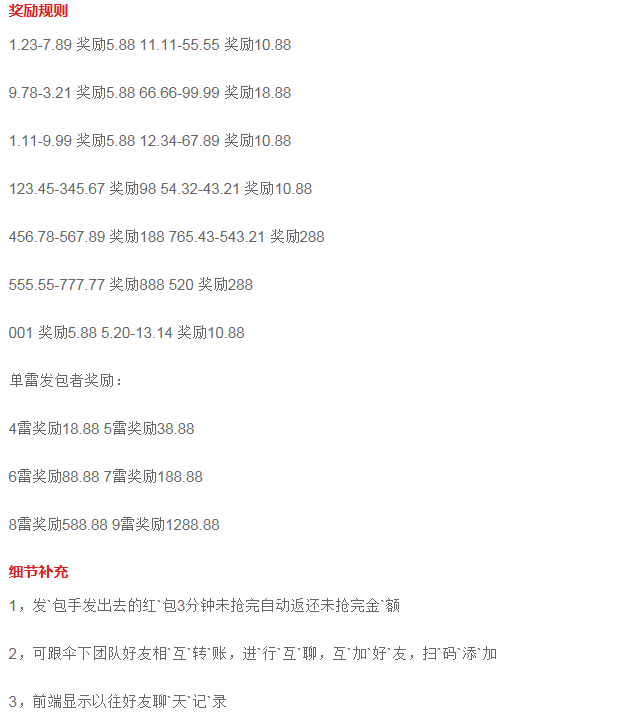 奖励规则
1.23-7.89 奖励5.88 11.11-55.55 奖励10.88
9.78-3.21 奖励5.88 66.66-99.99 奖励18.88
1.11-9.99 奖励5.88 12.34-67.89 奖励10.88
123.45-345.67 奖励98 54.32-43.21 奖励10.88
456.78-567.89 奖励188 765.43-543.21 奖励288
555.55-777.77 奖励888 520 奖励288
001 奖励5.88 5.20-13.14 奖励10.88
单雷发包者奖励：
4雷奖励18.88 5雷奖励38.88
6雷奖励88.88 7雷奖励188.88
8雷奖励588.88 9雷奖励1288.88
细节补充
1，发`包手发出去的红`包3分钟未抢完自动返还未抢完金`额
2，可跟伞下团队好友相`互`转`账，进`行`互`聊，互`加`好`友，扫`码`添`加
3，前端显示以往好友聊`天`记`录